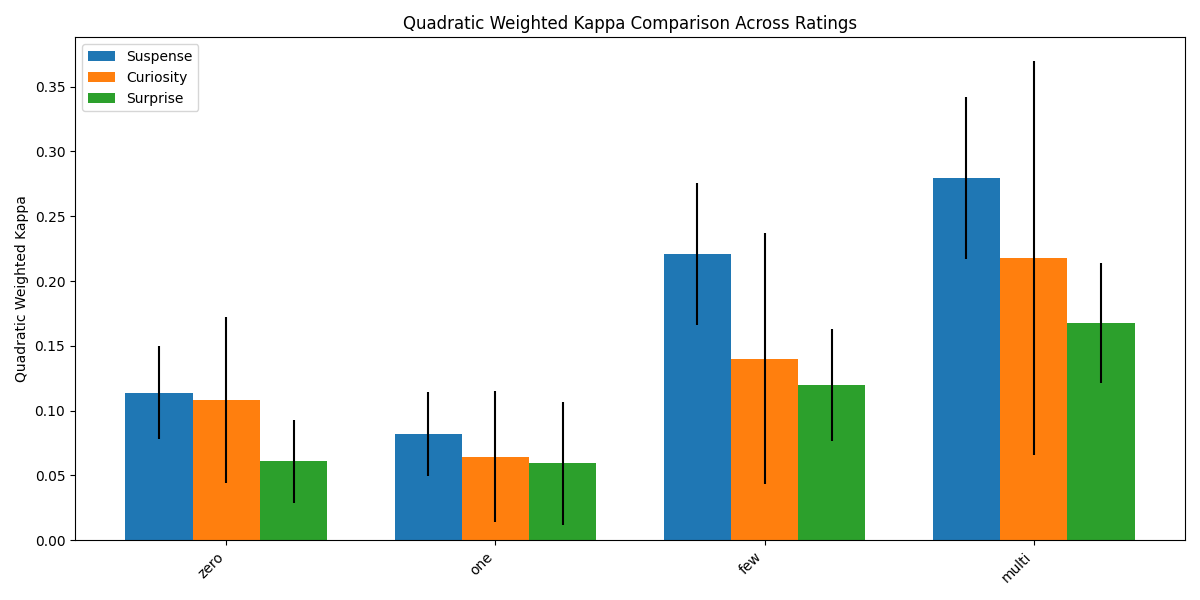 Quadratic Weighted Kappa Comparison Across Ratings
Suspense
Curiosity
Surprise
Quadratic Weighted Kappa
0.35
0.30
0.25
0.20
0.15
0.10
0.05
0.00
zero
one
few
multi